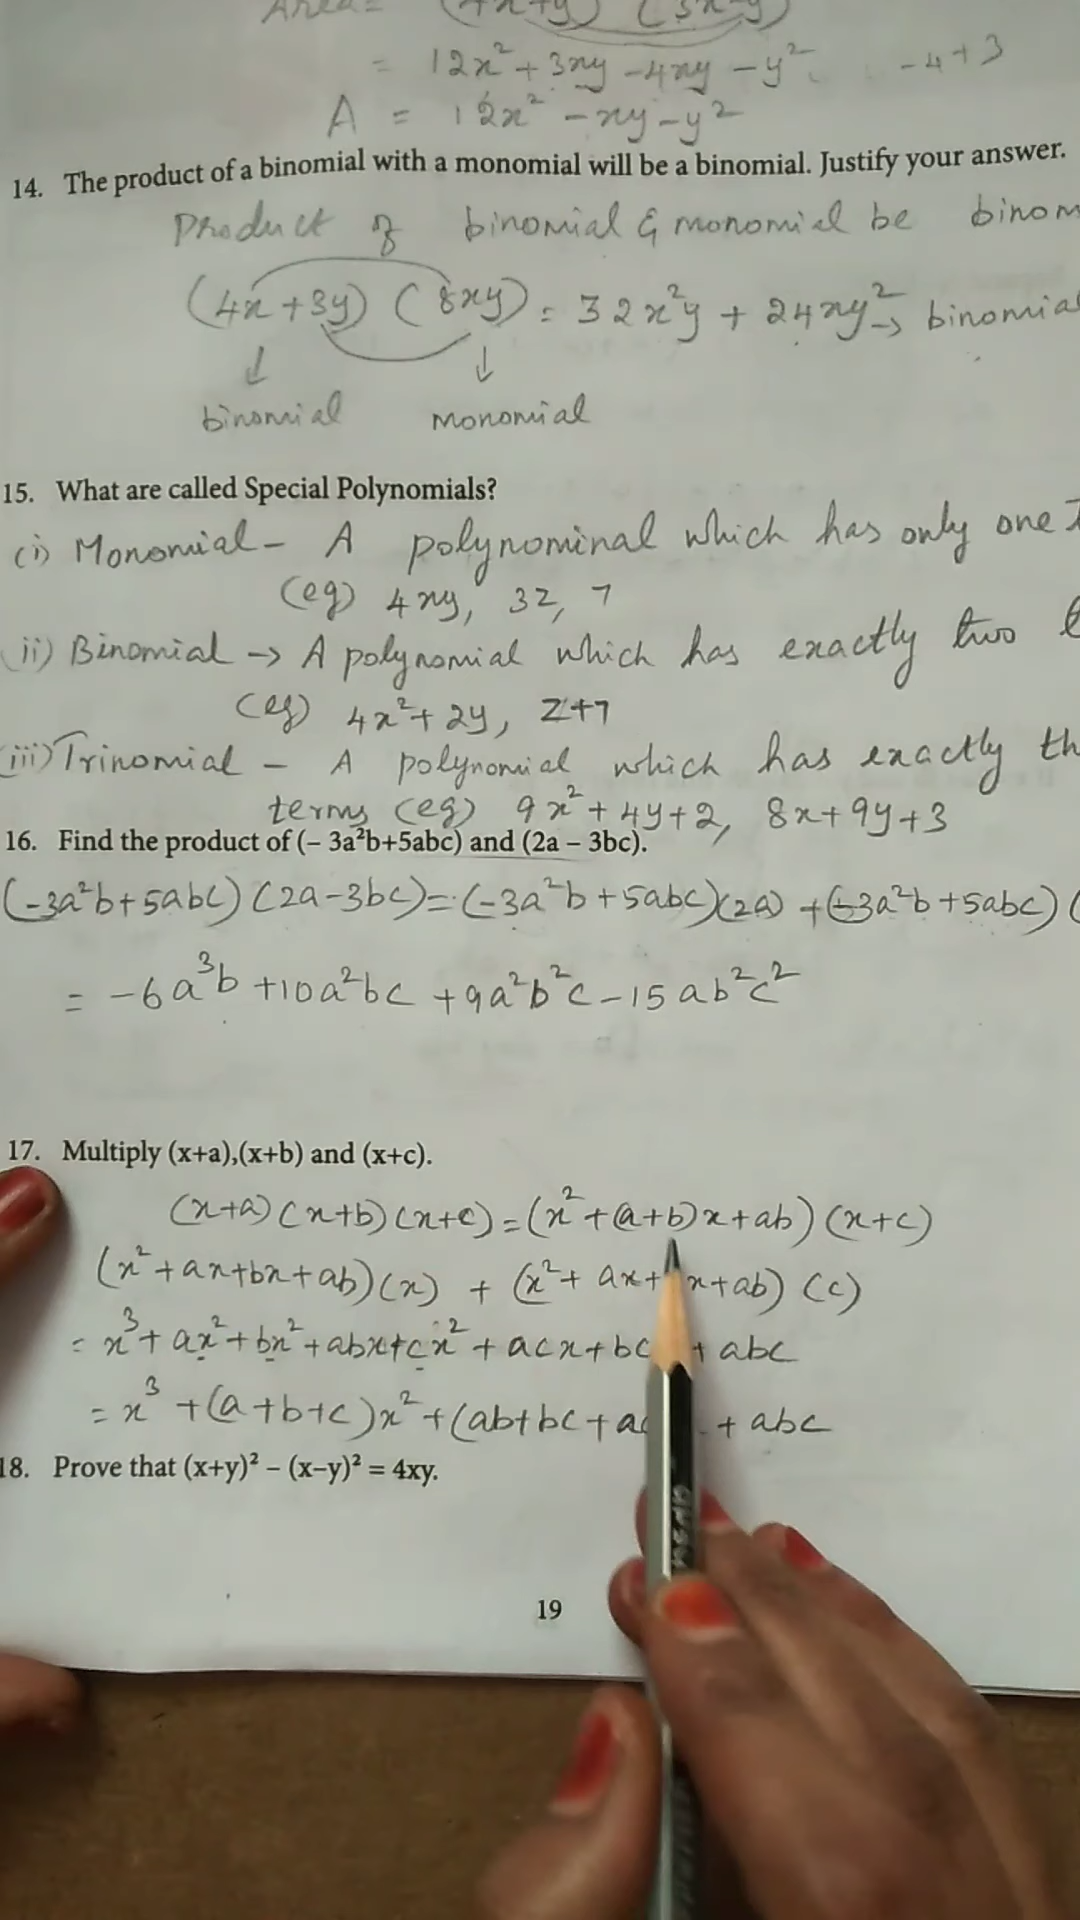 Area = (4x+y) (3x-y)
= 12x² + 3xy - 4xy - y². -4+3
A = 12x² - xy - y²
14. The product of a binomial with a monomial will be a binomial. Justify your answer.
Product of binomial & monomial be binom
(4x+3y) (8xy) = 32x²y + 24xy² → binomial
↓ ↓
binomial monomial
15. What are called Special Polynomials?
(i) Monomial - A polynominal which has only one
(eg) 4xy, 3z, 7
(ii) Binomial → A polynomial which has exactly two
(eg) 4x²+2y, z+7
(iii) Trinomial - A polynomial which has exactly th
terms (eg) 9x²+4y+2, 8x+9y+3
16. Find the product of (– 3a²b+5abc) and (2a – 3bc).
(-3a²b+5abc) (2a-3bc) = (-3a²b+5abc)(2a) + (-3a²b+5abc) (
= -6a³b +10a²bc +9a²b²c -15ab²c²
17. Multiply (x+a),(x+b) and (x+c).
(x+a) (x+b) (x+c) = (x²+(a+b)x+ab) (x+c)
(x²+ax+bx+ab)(x) + (x²+ ax+ x+ab) (c)
= x³+ax²+bx²+abx+cx²+acx+bc + abc
= x³ +(a+b+c)x²+(ab+bc+a + abc
18. Prove that (x+y)² – (x–y)² = 4xy.
19